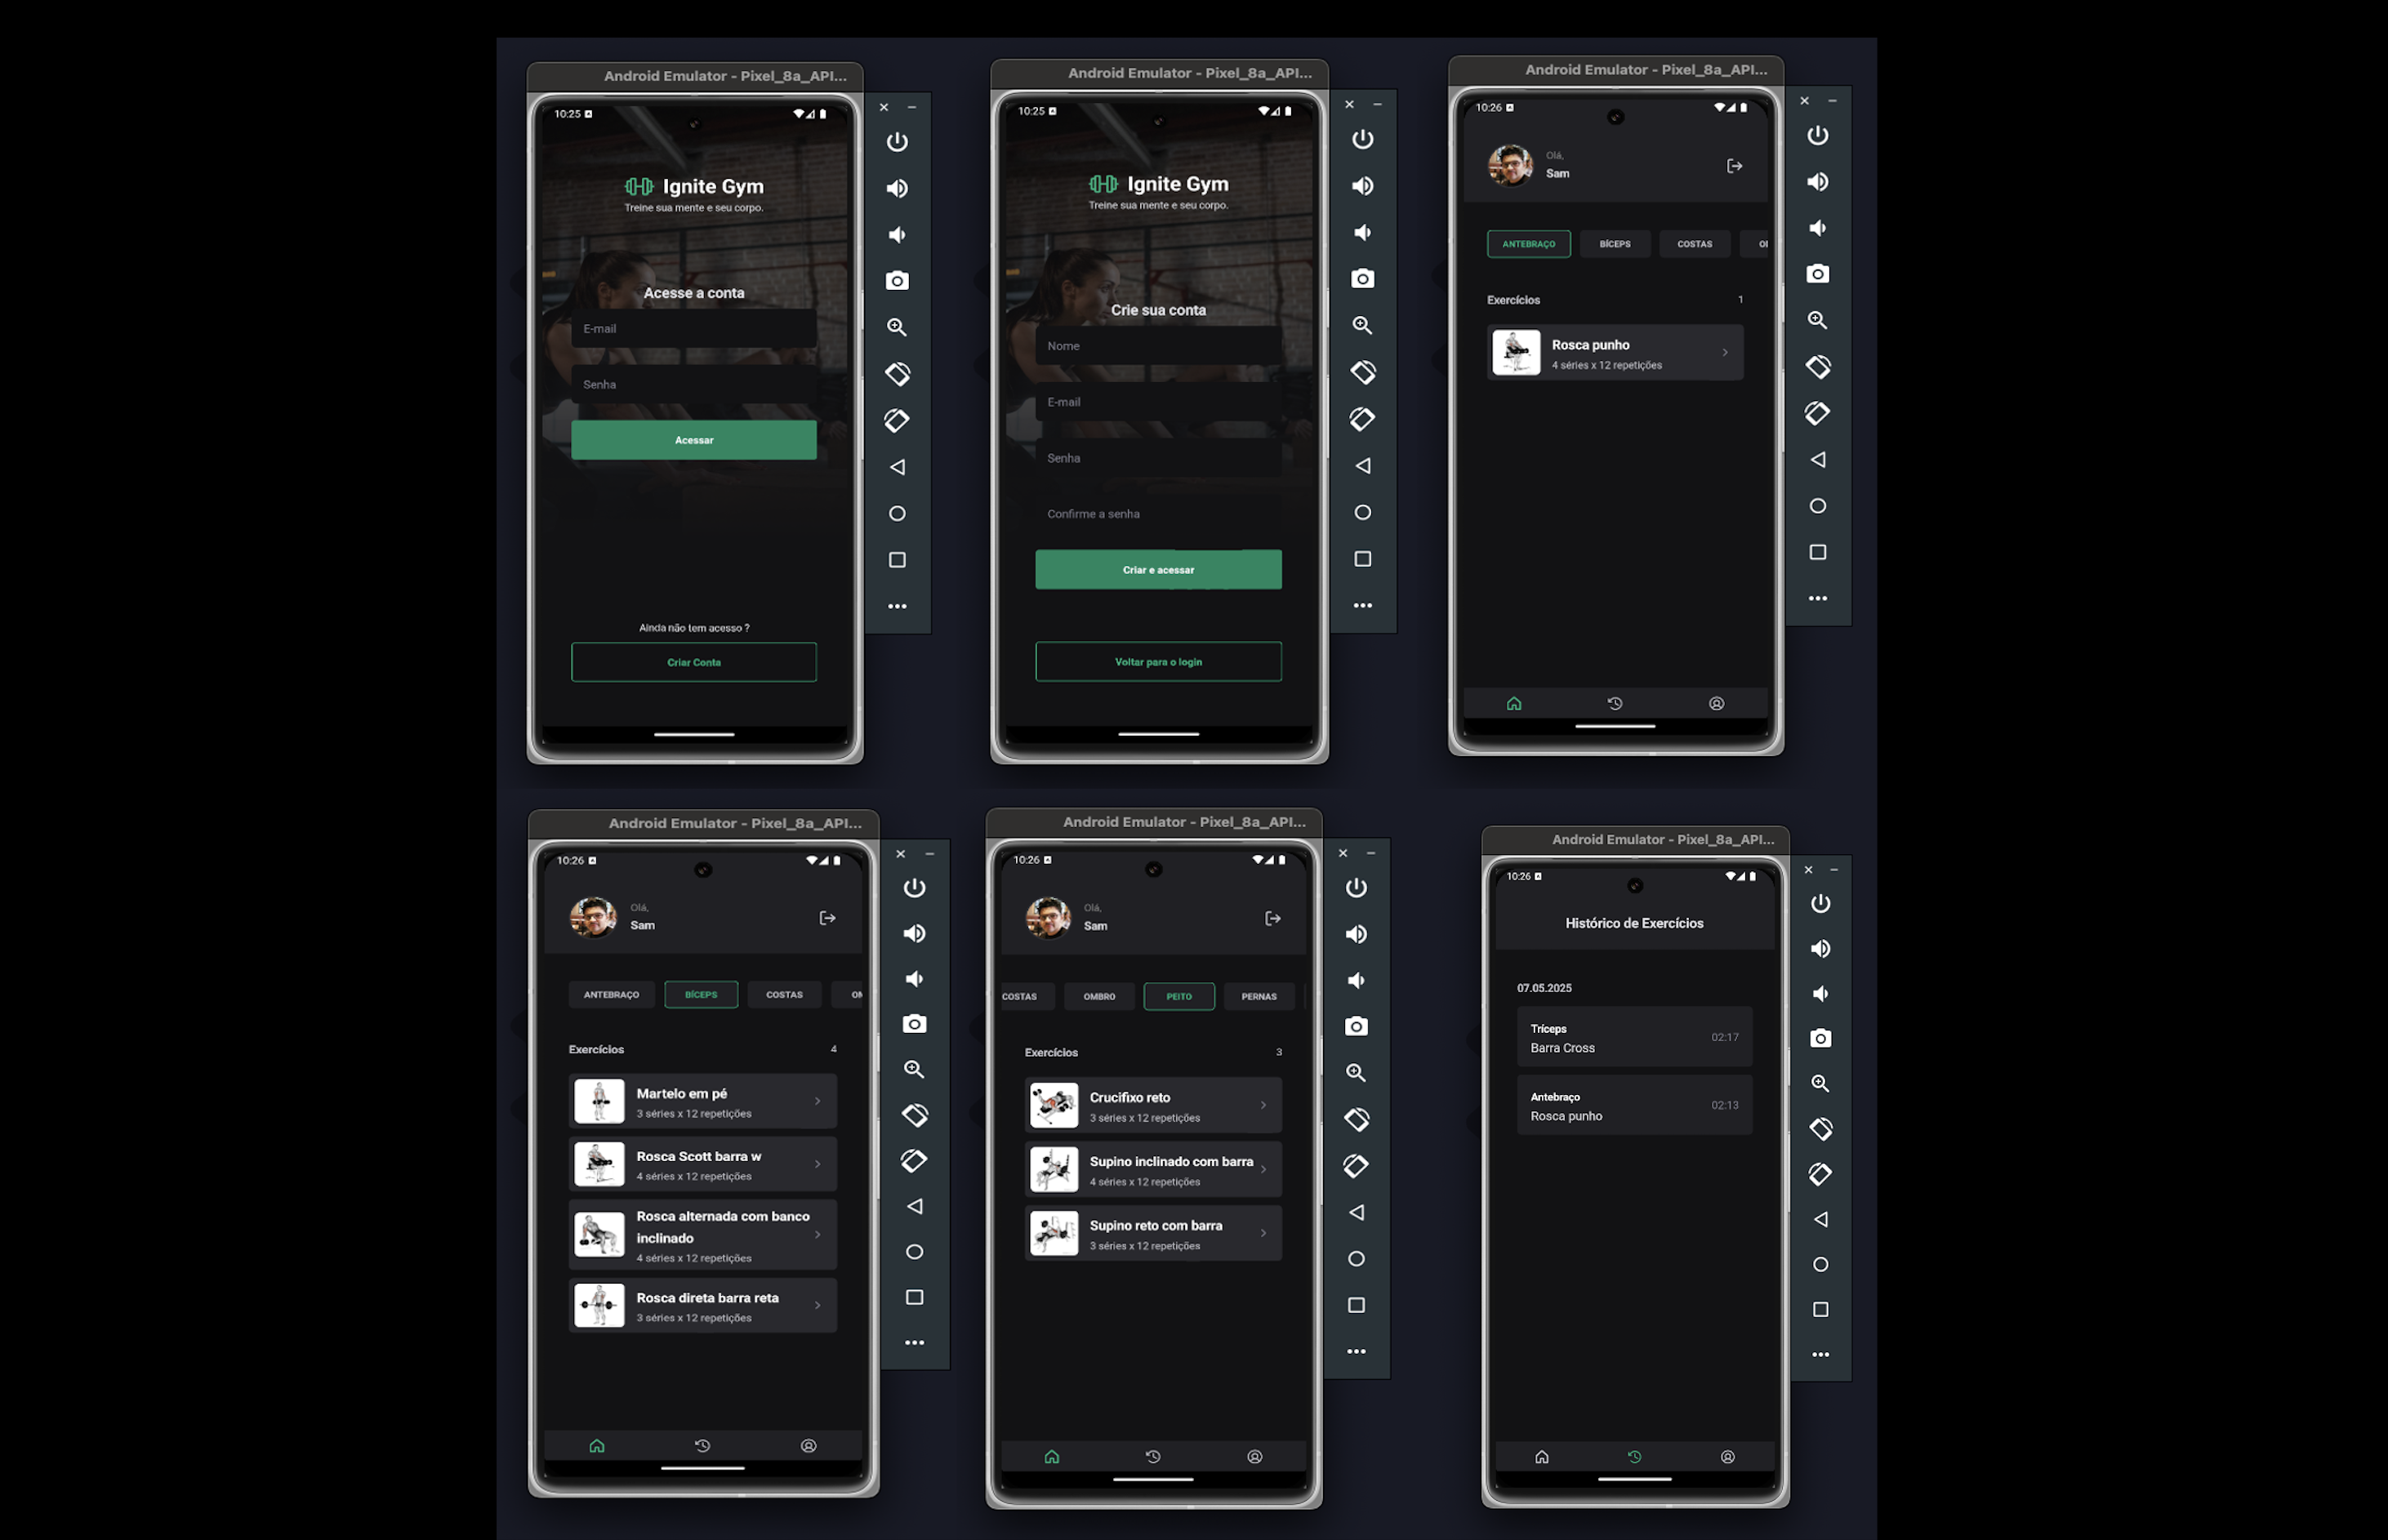 Android Emulator - Pixel_8a_API...
10:25
Ignite Gym
Treine sua mente e seu corpo.
Acesse a conta
E-mail
Senha
Acessar
Ainda não tem acesso ?
Criar Conta
Android Emulator - Pixel_8a_API...
10:25
Ignite Gym
Treine sua mente e seu corpo.
Crie sua conta
Nome
E-mail
Senha
Confirme a senha
Criar e acessar
Voltar para o login
Android Emulator - Pixel_8a_API...
10:26
Olá,
Sam
ANTEBRAÇO BÍCEPS COSTAS
Exercícios 1
Rosca punho
4 séries x 12 repetições
Android Emulator - Pixel_8a_API...
10:26
Olá,
Sam
ANTEBRAÇO BÍCEPS COSTAS
Exercícios 4
Martelo em pé
3 séries x 12 repetições
Rosca Scott barra w
4 séries x 12 repetições
Rosca alternada com banco
inclinado
4 séries x 12 repetições
Rosca direta barra reta
3 séries x 12 repetições
Android Emulator - Pixel_8a_API...
10:26
Olá,
Sam
COSTAS OMBRO PEITO PERNAS
Exercícios 3
Crucifixo reto
3 séries x 12 repetições
Supino inclinado com barra
4 séries x 12 repetições
Supino reto com barra
3 séries x 12 repetições
Android Emulator - Pixel_8a_API...
10:26
Histórico de Exercícios
07.05.2025
Tríceps
Barra Cross
02:17
Antebraço
Rosca punho
02:13